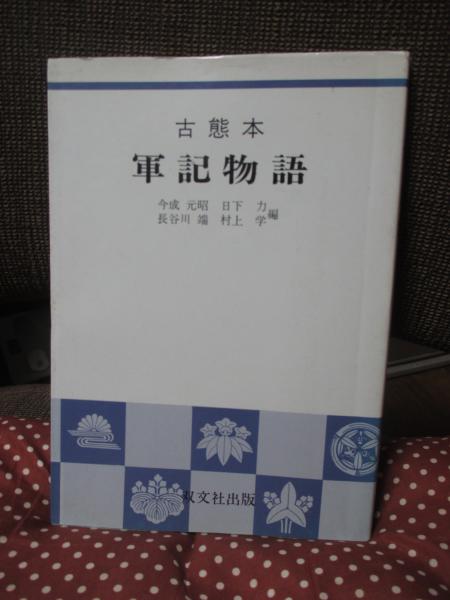 古態本
軍記物語
今成 元昭 日下 力
長谷川 端 村上 学
編
双文社出版